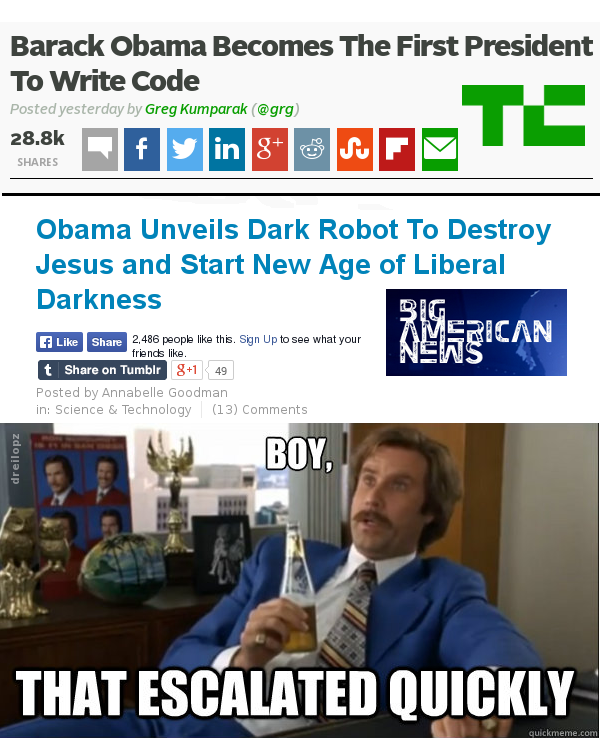 Barack Obama Becomes The First President
To Write Code
Posted yesterday by Greg Kumparak (@grg)
28.8k
SHARES
TC
Obama Unveils Dark Robot To Destroy
Jesus and Start New Age of Liberal
Darkness
BIG
AMERICAN
NEWS
Like Share 2,486 people like this. Sign Up to see what your
friends like.
Share on Tumblr g+1 49
Posted by Annabelle Goodman
in: Science & Technology (13) Comments
dreilopz
BOY,
THAT ESCALATED QUICKLY
quickmeme.com